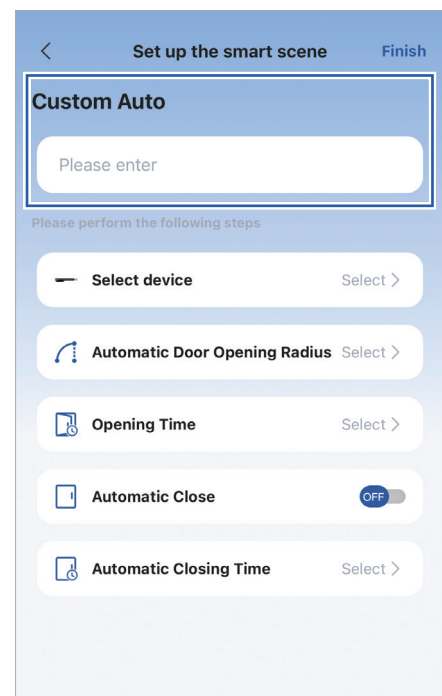 Set up the smart scene Finish
Custom Auto
Please enter
Please perform the following steps
Select device Select
Automatic Door Opening Radius Select
Opening Time Select
Automatic Close OFF
Automatic Closing Time Select